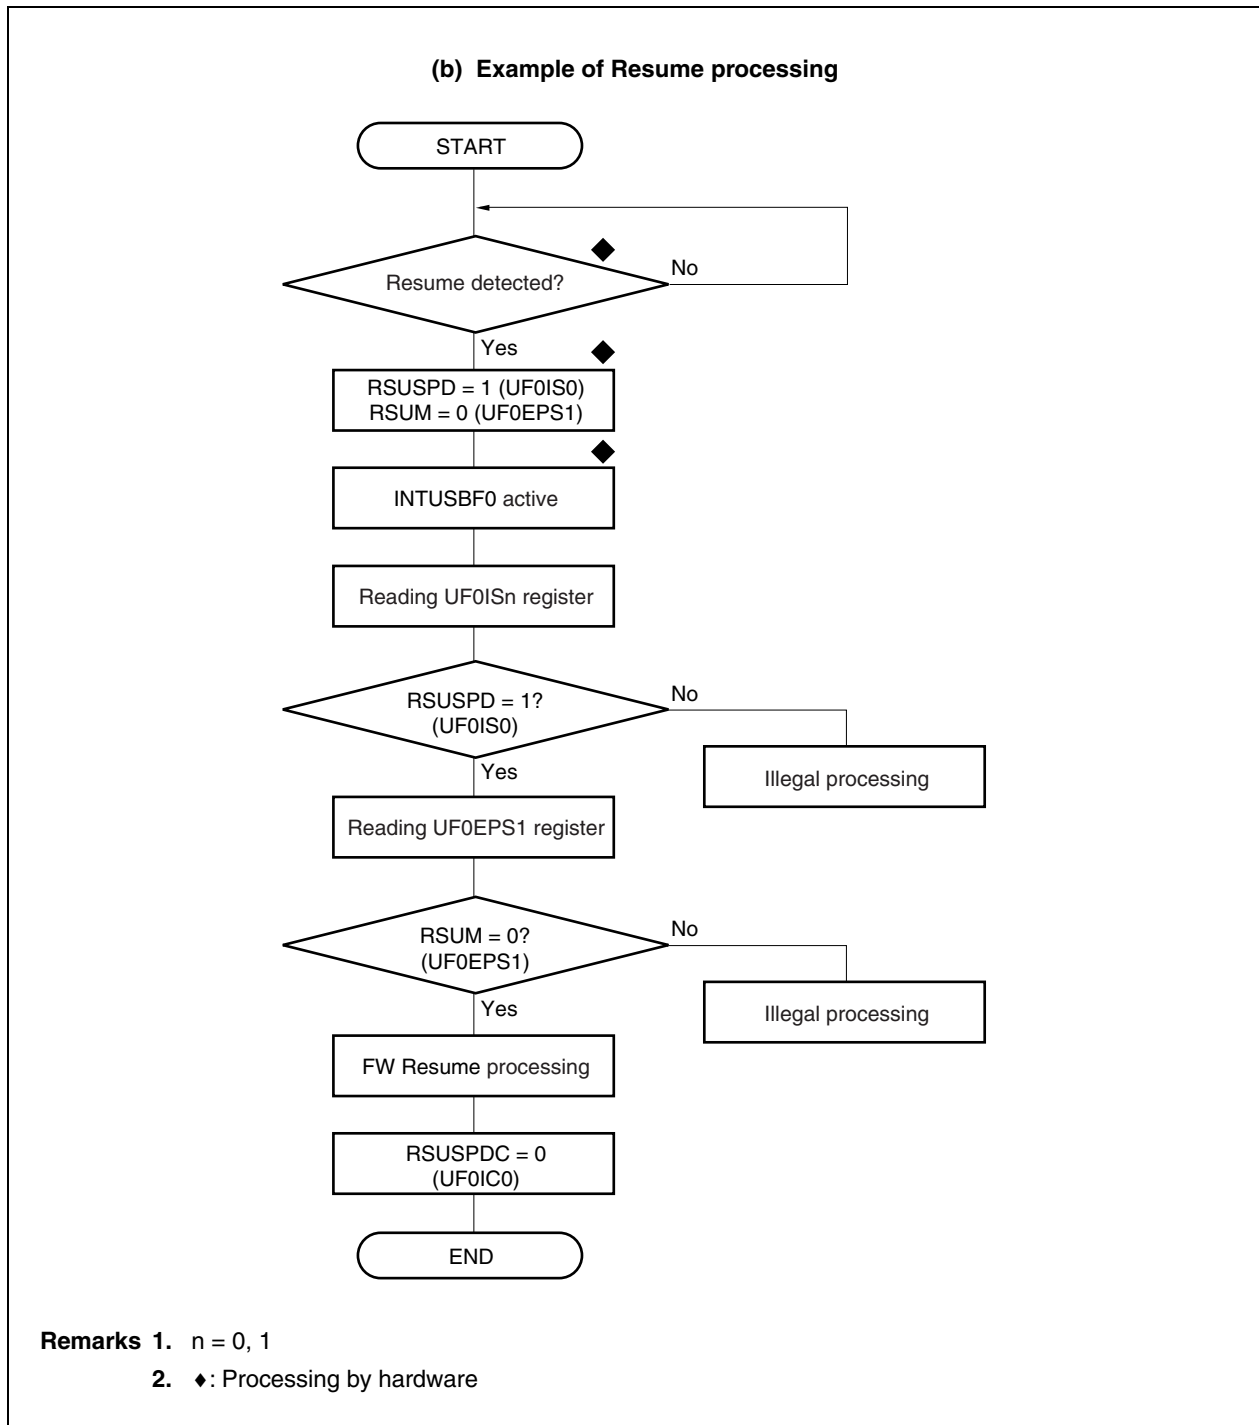 (b) Example of Resume processing
START
Resume detected?
No
Yes
RSUSPD = 1 (UF0IS0)
RSUM = 0 (UF0EPS1)
INTUSBF0 active
Reading UF0ISn register
RSUSPD = 1?
(UF0IS0)
No
Illegal processing
Yes
Reading UF0EPS1 register
RSUM = 0?
(UF0EPS1)
No
Illegal processing
Yes
FW Resume processing
RSUSPDC = 0
(UF0IC0)
END
Remarks 1. n = 0, 1
2. ♦: Processing by hardware